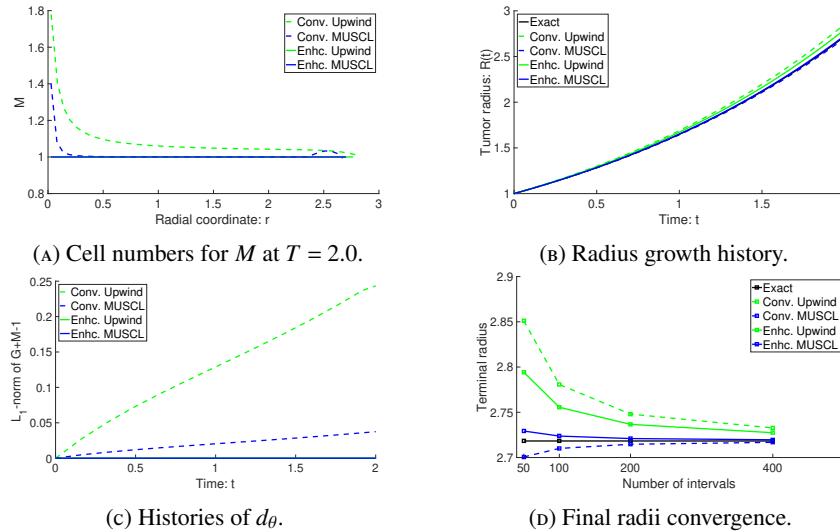 1.8
1.6
1.4
1.2
1
0.8
M
0
0.5
1
1.5
2
2.5
3
Radial coordinate: r
Conv. Upwind
Conv. MUSCL
Enhc. Upwind
Enhc. MUSCL
(A) Cell numbers for M at T = 2.0.
3
2.5
2
1.5
1
Tumor radius: R(t)
0
0.5
1
1.5
Time: t
Exact
Conv. Upwind
Conv. MUSCL
Enhc. Upwind
Enhc. MUSCL
(B) Radius growth history.
0.25
0.2
0.15
0.1
0.05
0
L1-norm of G+M-1
0
0.5
1
1.5
2
Time: t
Conv. Upwind
Conv. MUSCL
Enhc. Upwind
Enhc. MUSCL
(C) Histories of dθ.
2.9
2.85
2.8
2.75
2.7
Terminal radius
50
100
200
400
Number of intervals
Exact
Conv. Upwind
Conv. MUSCL
Enhc. Upwind
Enhc. MUSCL
(D) Final radii convergence.